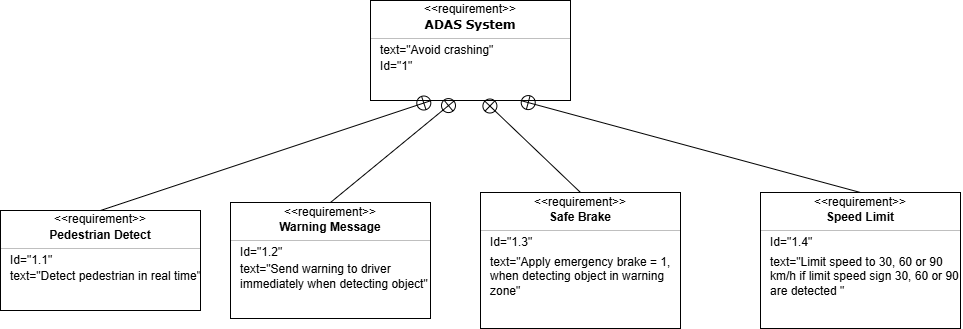 <<requirement>>
ADAS System
text="Avoid crashing"
Id="1"
<<requirement>>
Pedestrian Detect
Id="1.1"
text="Detect pedestrian in real time"
<<requirement>>
Warning Message
Id="1.2"
text="Send warning to driver
immediately when detecting object"
<<requirement>>
Safe Brake
Id="1.3"
text="Apply emergency brake = 1,
when detecting object in warning
zone"
<<requirement>>
Speed Limit
Id="1.4"
text="Limit speed to 30, 60 or 90
km/h if limit speed sign 30, 60 or 90
are detected "